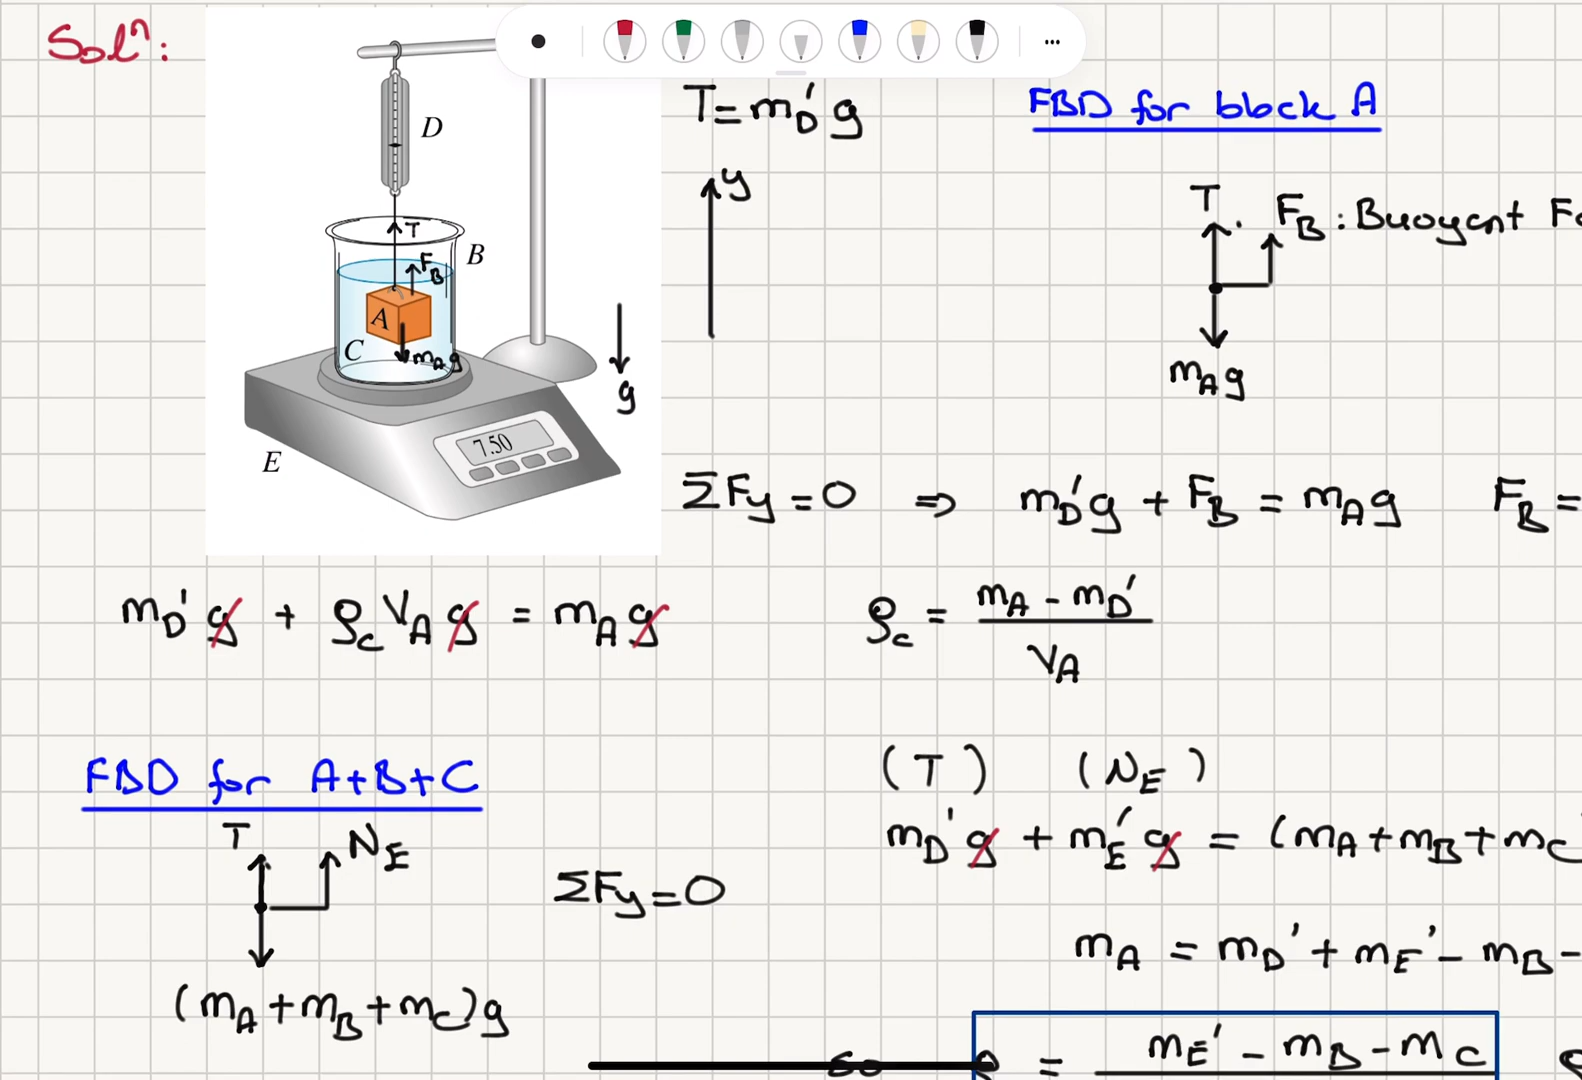 Solⁿ:
D
T = m_D' g
FBD for block A
y
T
F_B : Buoyant
T
B
F_B
A
C
m_A g
m_A g
g
7.50
E
ΣFy = 0 ⇒ m_D' g + F_B = m_A g F_B =
m_D' g + ρ_c V_A g = m_A g
ρ_c = (m_A - m_D') / V_A
FBD for A+B+C
(T) (N_E)
T N_E
m_D' g + m_E' g = (m_A + m_B + m_C
ΣFy = 0
m_A = m_D' + m_E' - m_B -
(m_A + m_B + m_C) g
= m_E' - m_B - m_C